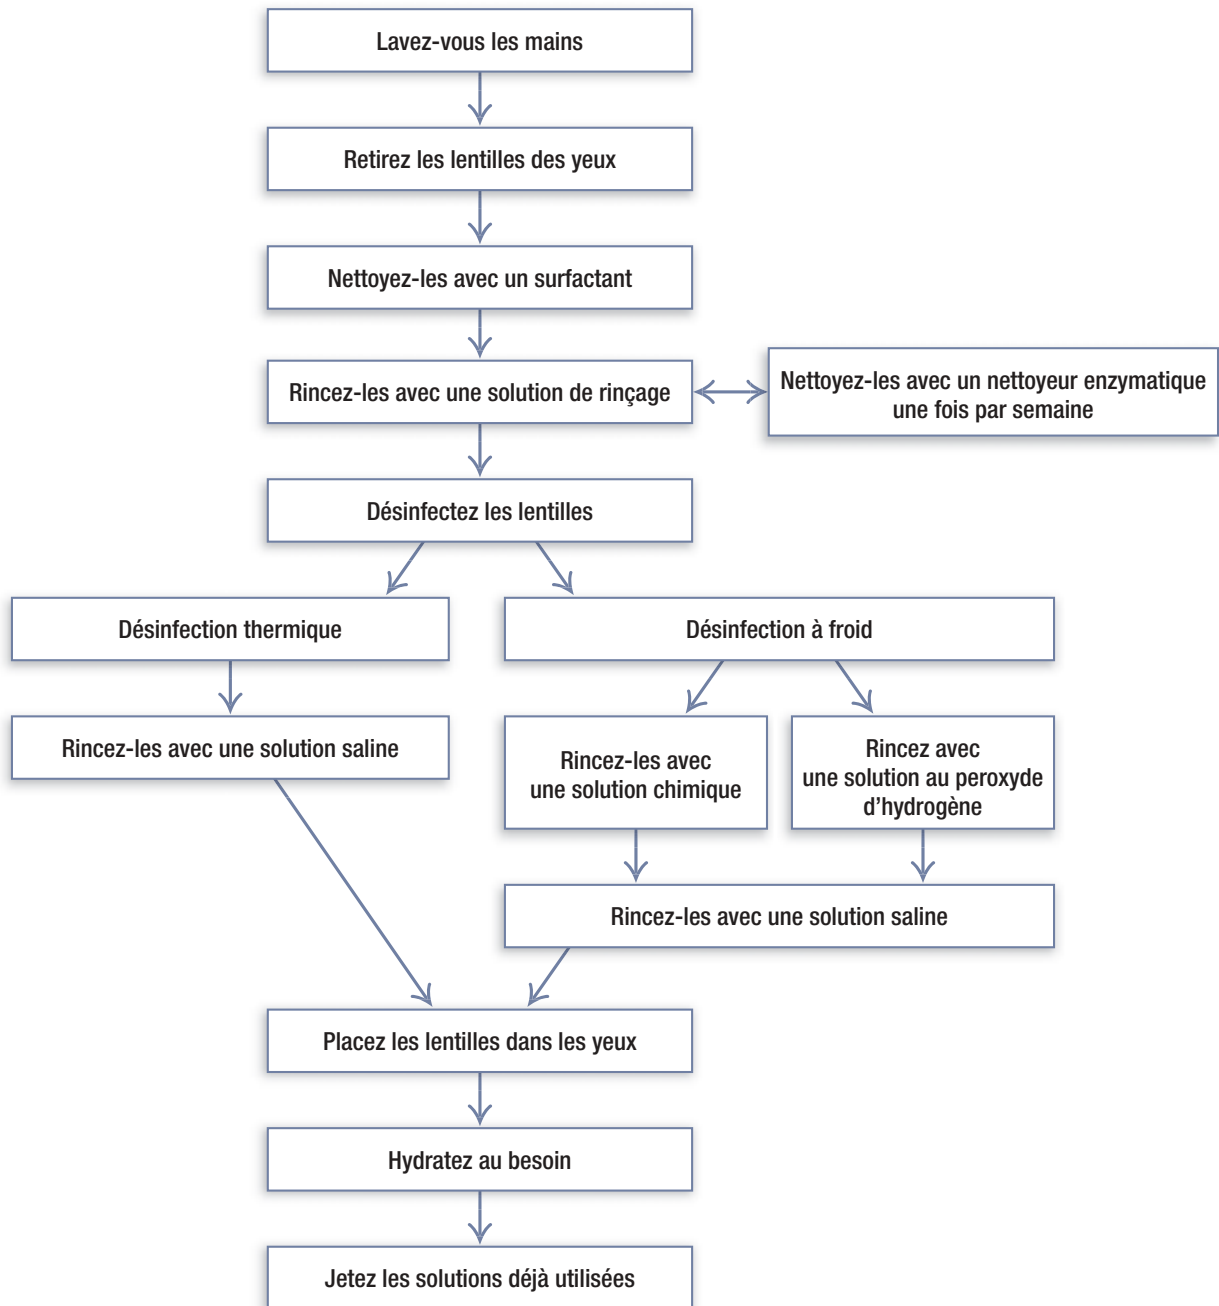 Lavez-vous les mains
Retirez les lentilles des yeux
Nettoyez-les avec un surfactant
Rincez-les avec une solution de rinçage
Nettoyez-les avec un nettoyeur enzymatique
une fois par semaine
Désinfectez les lentilles
Désinfection thermique
Désinfection à froid
Rincez-les avec une solution saline
Rincez-les avec
une solution chimique
Rincez avec
une solution au peroxyde
d’hydrogène
Rincez-les avec une solution saline
Placez les lentilles dans les yeux
Hydratez au besoin
Jetez les solutions déjà utilisées